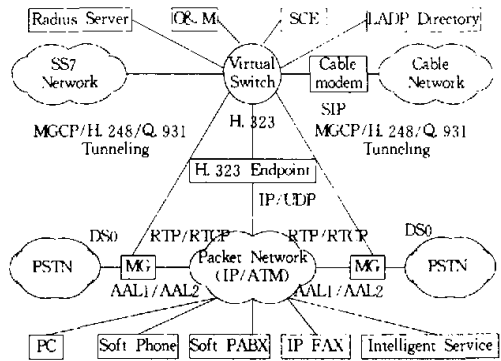 Radius Server
O&M
SCE
LADP Directory
SS7
Network
Virtual
Switch
Cable
modem
Cable
Network
SIP
H. 323
MGCP/H. 248/Q. 931
Tunneling
MGCP/H. 248/Q. 931
Tunneling
H. 323 Endpoint
IP/UDP
DS0
RTP/RTCP
RTP/RTCP
DS0
PSTN
MG
Packet Network
(IP/ATM)
MG
PSTN
AAL1/AAL2
AAL1/AAL2
PC
Soft Phone
Soft PABX
IP FAX
Intelligent Service